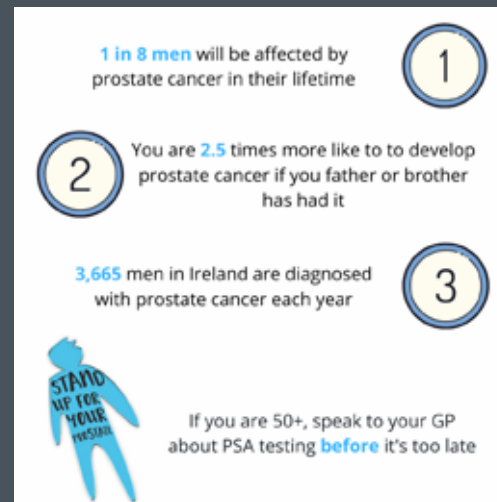 1 in 8 men will be affected by
prostate cancer in their lifetime
1
2
You are 2.5 times more like to to develop
prostate cancer if you father or brother
has had it
3,665 men in Ireland are diagnosed
with prostate cancer each year
3
STAND
UP FOR
YOUR
PROSTATE
If you are 50+, speak to your GP
about PSA testing before it's too late